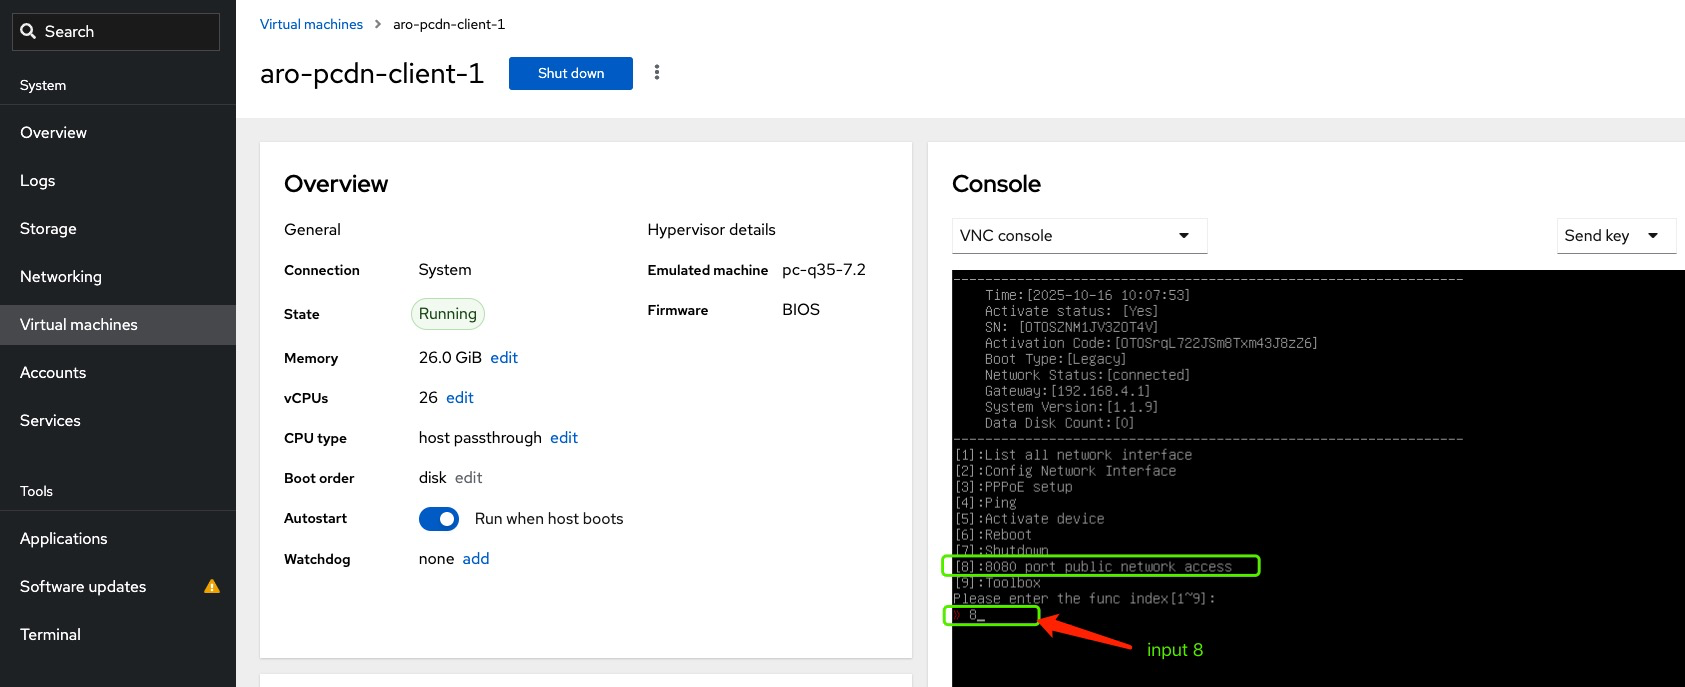 Search
System
Overview
Logs
Storage
Networking
Virtual machines
Accounts
Services
Tools
Applications
Software updates
Terminal
Virtual machines > aro-pcdn-client-1
aro-pcdn-client-1 Shut down
Overview
General
Connection System
State Running
Memory 26.0 GiB edit
vCPUs 26 edit
CPU type host passthrough edit
Boot order disk edit
Autostart Run when host boots
Watchdog none add
Hypervisor details
Emulated machine pc-q35-7.2
Firmware BIOS
Console
VNC console Send key
Time:[2025-10-16 10:07:53]
Activate status: [Yes]
SN: [OTOSZNM1JV3Z0T4V]
Activation Code:[OTOSrqL722JSm8Txm43J8zZ6]
Boot Type:[Legacy]
Network Status:[connected]
Gateway:[192.168.4.1]
System Version:[1.1.9]
Data Disk Count:[0]
[1]:List all network interface
[2]:Config Network Interface
[3]:PPPoE setup
[4]:Ping
[5]:Activate device
[6]:Reboot
[7]:Shutdown
[8]:8080 port public network access
[9]:Toolbox
Please enter the func index[1~9]:
» 8_
input 8